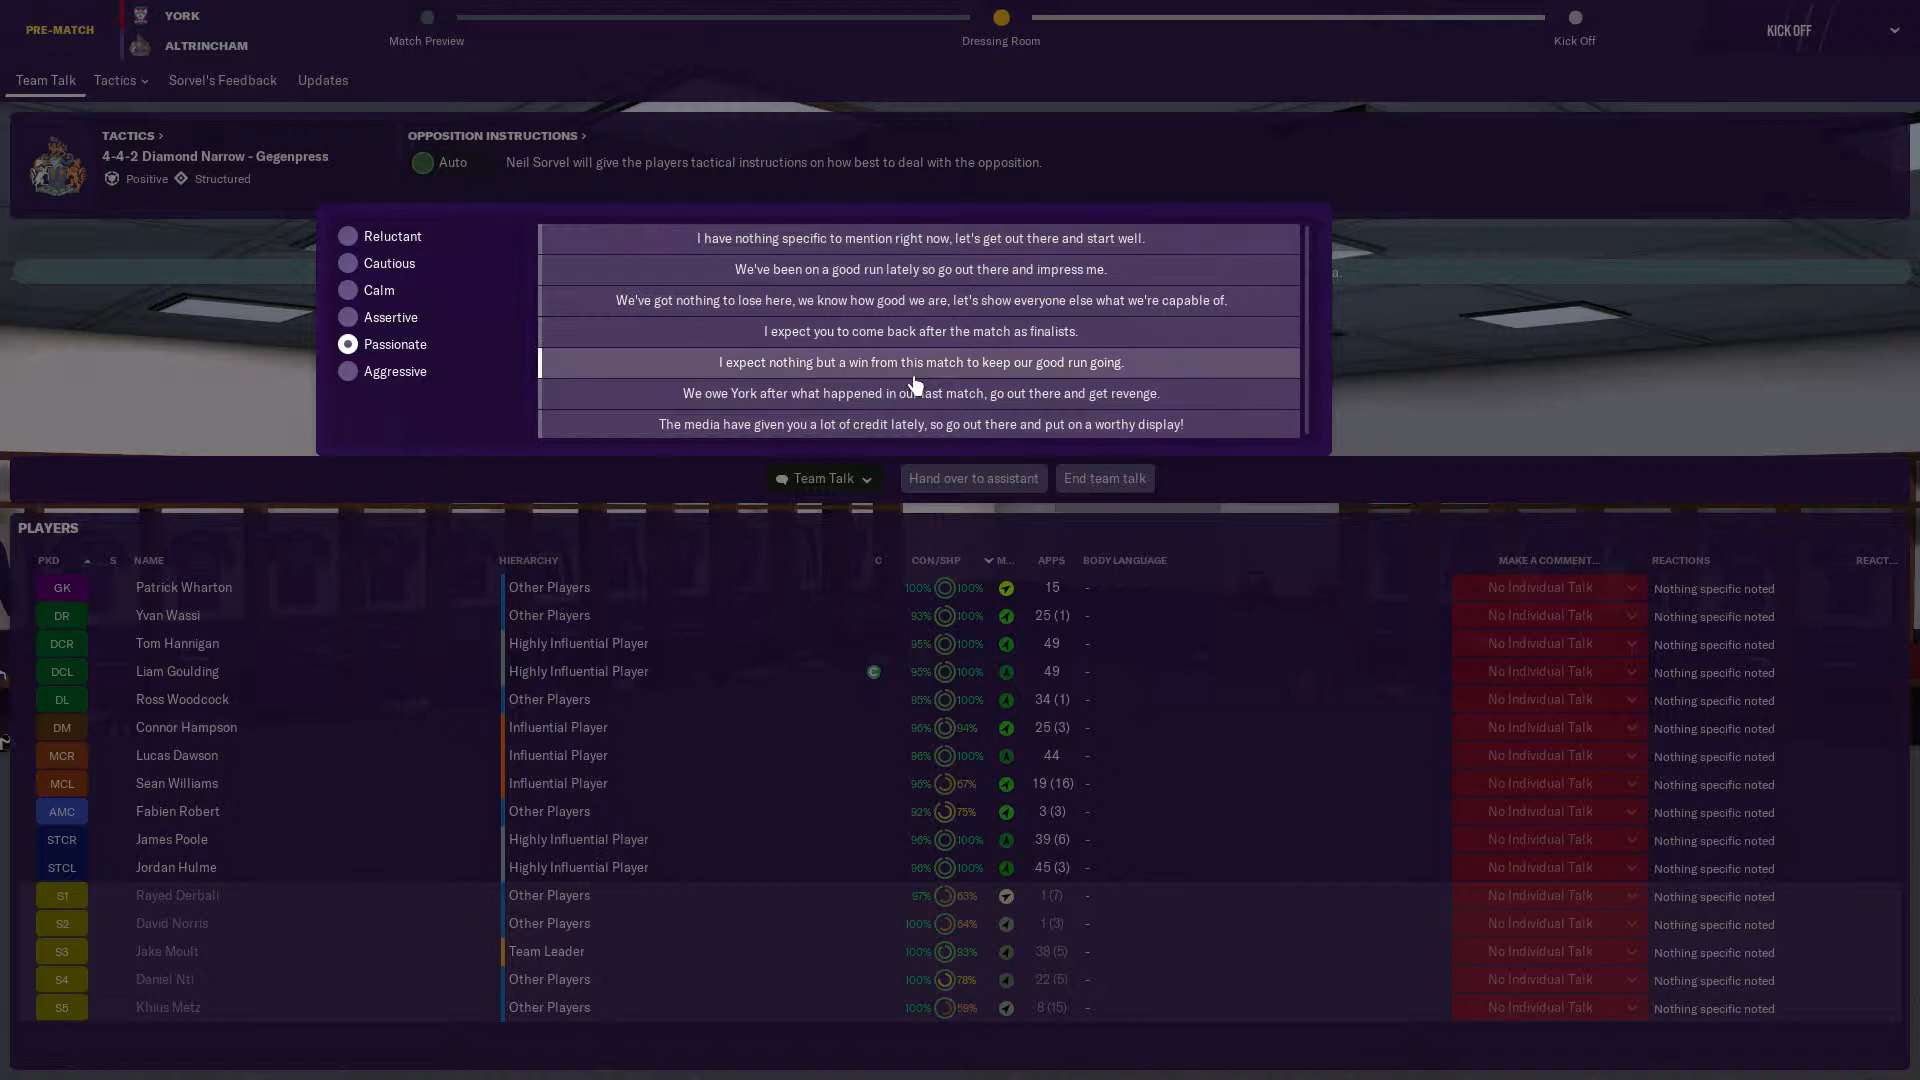 PRE-MATCH
YORK
ALTRINCHAM
Match Preview
Dressing Room
Kick Off
KICK OFF
Team Talk Tactics Sorvel's Feedback Updates
TACTICS >
4-4-2 Diamond Narrow - Gegenpress
Positive Structured
OPPOSITION INSTRUCTIONS >
Auto Neil Sorvel will give the players tactical instructions on how best to deal with the opposition.
Reluctant
Cautious
Calm
Assertive
Passionate
Aggressive
I have nothing specific to mention right now, let's get out there and start well.
We've been on a good run lately so go out there and impress me.
We've got nothing to lose here, we know how good we are, let's show everyone else what we're capable of.
I expect you to come back after the match as finalists.
I expect nothing but a win from this match to keep our good run going.
We owe York after what happened in our last match, go out there and get revenge.
The media have given you a lot of credit lately, so go out there and put on a worthy display!
a.
Team Talk Hand over to assistant End team talk
PLAYERS
PKD S NAME HIERARCHY C CON/SHP M... APPS BODY LANGUAGE MAKE A COMMENT... REACTIONS REACT...
GK Patrick Wharton Other Players 100% 100% 15 - No Individual Talk Nothing specific noted
DR Yvan Wassi Other Players 93% 100% 25 (1) - No Individual Talk Nothing specific noted
DCR Tom Hannigan Highly Influential Player 95% 100% 49 - No Individual Talk Nothing specific noted
DCL Liam Goulding Highly Influential Player C 95% 100% 49 - No Individual Talk Nothing specific noted
DL Ross Woodcock Other Players 95% 100% 34 (1) - No Individual Talk Nothing specific noted
DM Connor Hampson Influential Player 96% 94% 25 (3) - No Individual Talk Nothing specific noted
MCR Lucas Dawson Influential Player 96% 100% 44 - No Individual Talk Nothing specific noted
MCL Sean Williams Influential Player 96% 67% 19 (16) - No Individual Talk Nothing specific noted
AMC Fabien Robert Other Players 92% 75% 3 (3) - No Individual Talk Nothing specific noted
STCR James Poole Highly Influential Player 96% 100% 39 (6) - No Individual Talk Nothing specific noted
STCL Jordan Hulme Highly Influential Player 96% 100% 45 (3) - No Individual Talk Nothing specific noted
S1 Rayed Derbali Other Players 97% 63% 1 (7) - No Individual Talk Nothing specific noted
S2 David Norris Other Players 100% 64% 1 (3) - No Individual Talk Nothing specific noted
S3 Jake Moult Team Leader 100% 93% 38 (5) - No Individual Talk Nothing specific noted
S4 Daniel Nti Other Players 100% 78% 22 (5) - No Individual Talk Nothing specific noted
S5 Khius Metz Other Players 100% 59% 8 (15) - No Individual Talk Nothing specific noted